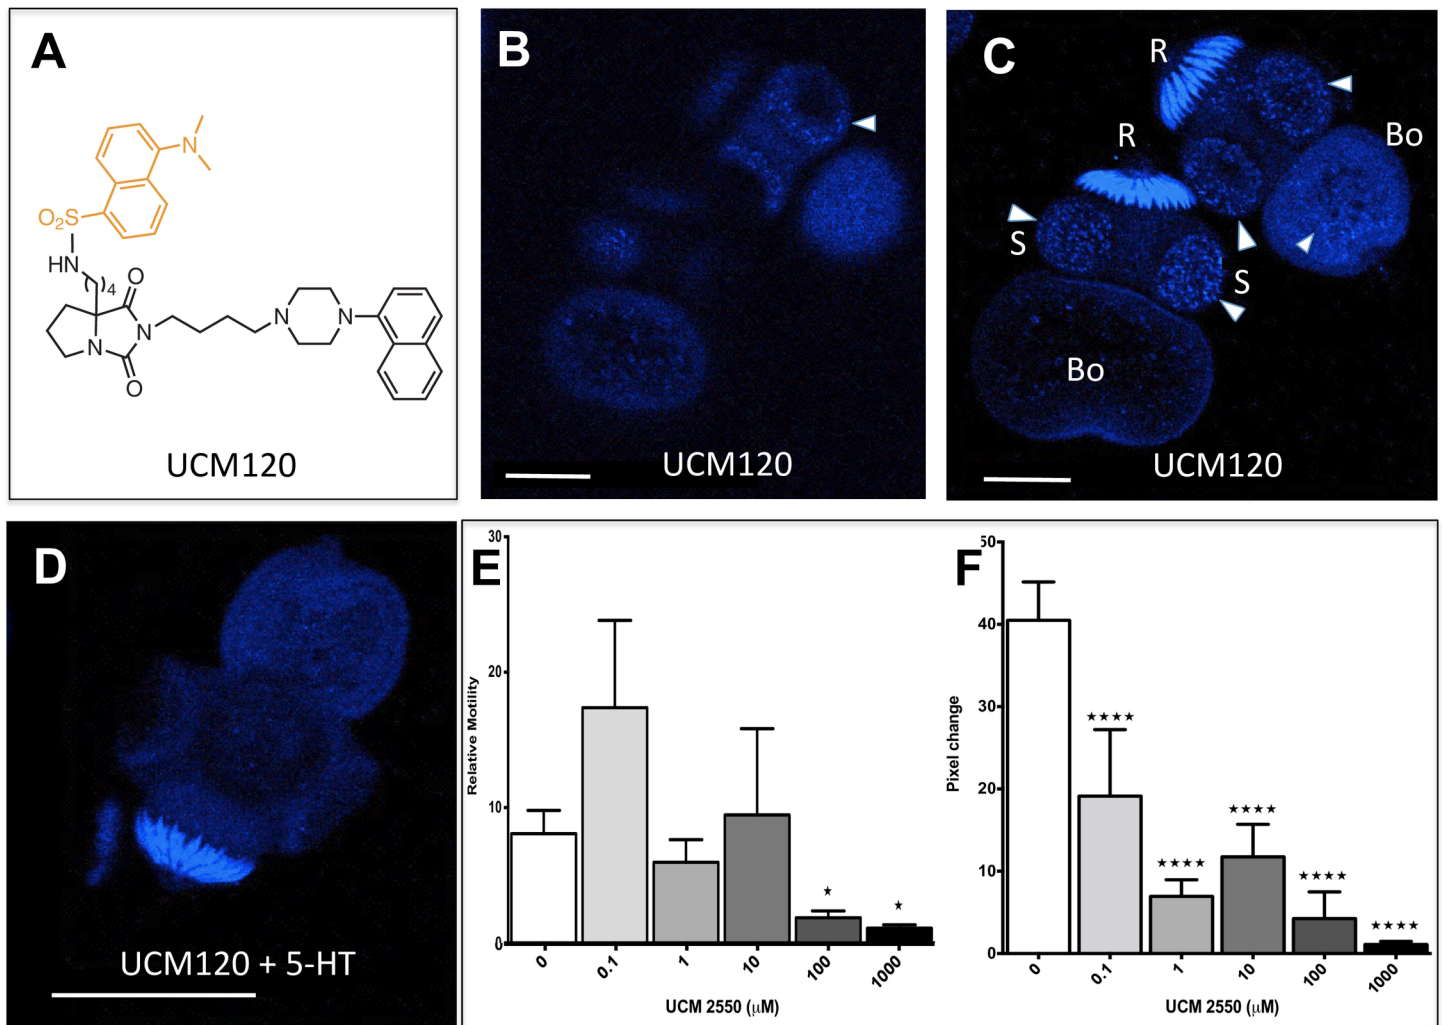 A
N
O₂S
HN
4
O
N
N
N
N
O
UCM120
B
UCM120
C
R
R
Bo
S
S
Bo
UCM120
D
UCM120 + 5-HT
E
30
20
10
0
Relative Motility
★
★
0
0.1
1
10
100
1000
UCM 2550 (μM)
F
50
40
30
20
10
0
Pixel change
★★★★
★★★★
★★★★
★★★★
★★★★
0
0.1
1
10
100
1000
UCM 2550 (μM)